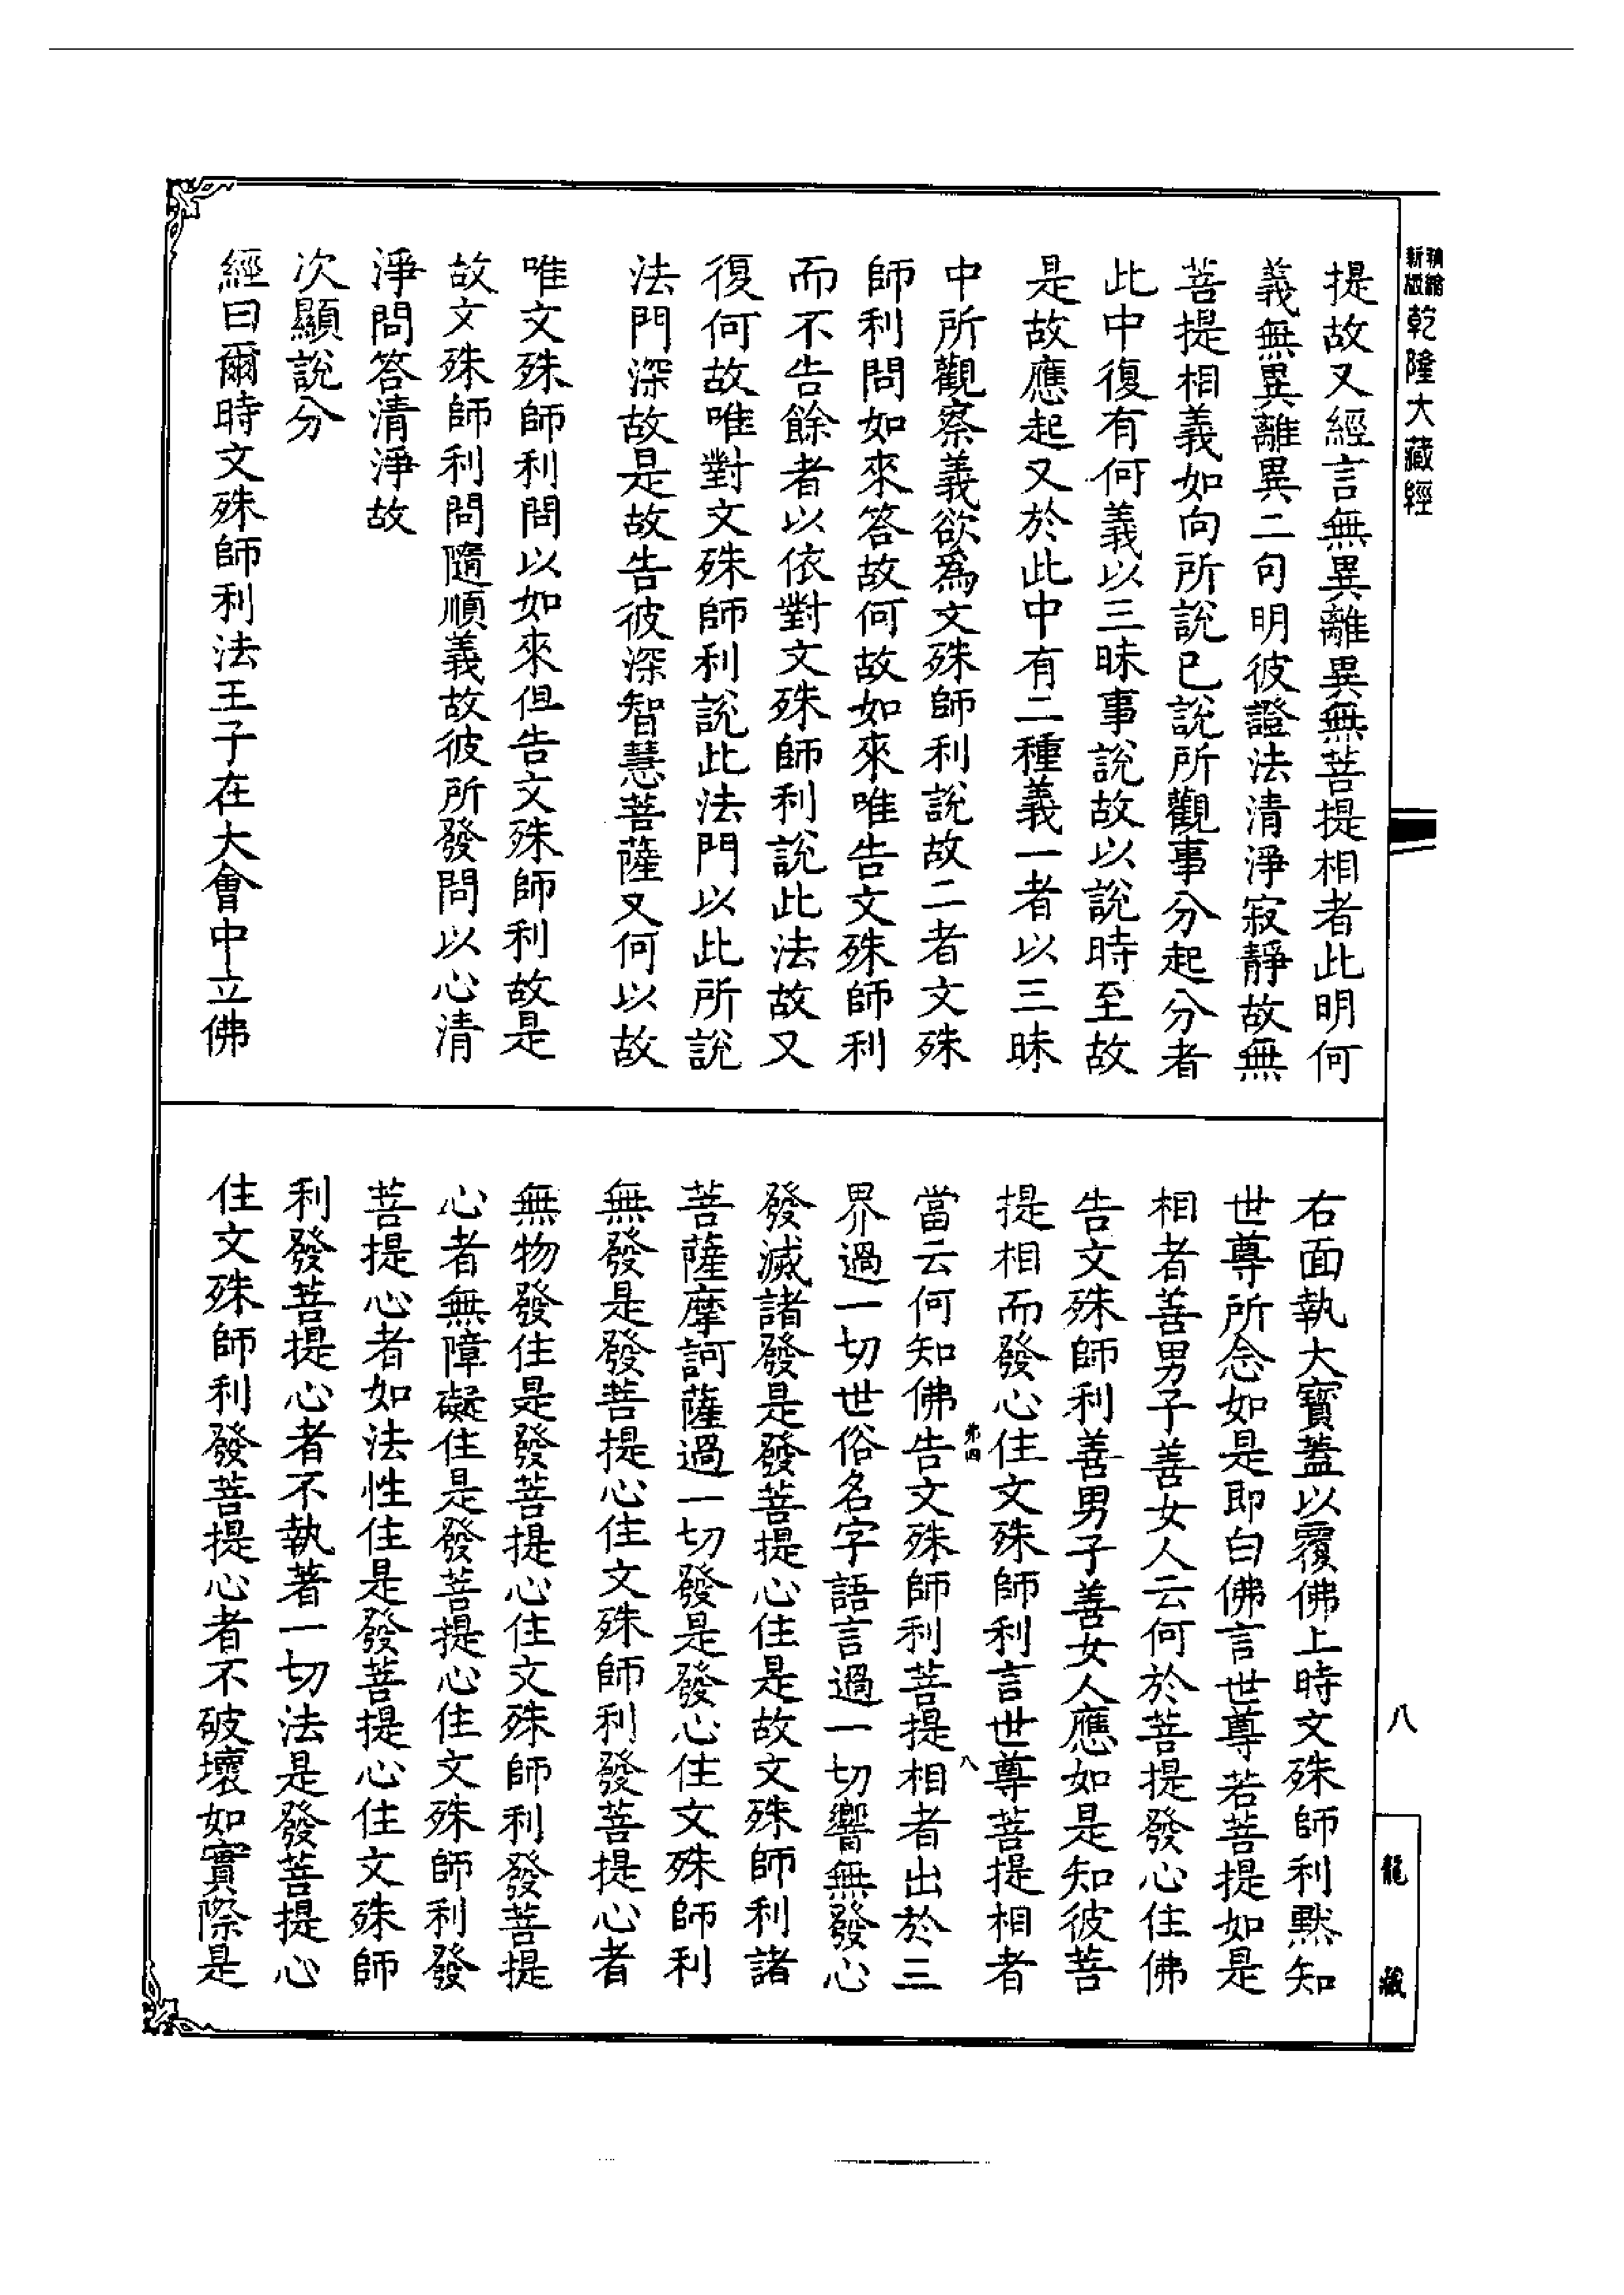 精繪新版乾隆大藏經
提故又經言無異離異無菩提相者此明何
義無異離異二句明彼證法清淨寂靜故無
菩提相義如向所說已說所觀事分起分者
此中復有何義以三昧事說故以說時至故
是故應起又於此中有二種義一者以三昧
中所觀察義欲為文殊師利說故二者文殊
師利問如來答故何故如來唯告文殊師利
而不告餘者以依對文殊師利說此法故又
復何故唯對文殊師利說此法門以此所說
法門深故是故告彼深智慧菩薩又何以故
唯文殊師利問以如來但告文殊師利故是
故文殊師利問隨順義故彼所發問以心清
淨問答清淨故
次顯說分
經曰爾時文殊師利法王子在大會中立佛
右面執大寶蓋以覆佛上時文殊師利默知
世尊所念如是即白佛言世尊若菩提如是
相者善男子善女人云何於菩提發心住佛
告文殊師利善男子善女人應如是知彼菩
提相而發心住文殊師利言世尊菩提相者
第四 八
當云何知佛告文殊師利菩提相者出於三
界過一切世俗名字語言過一切響無發心
發滅諸發是發菩提心住是故文殊師利諸
菩薩摩訶薩過一切發是發心住文殊師利
無發是發菩提心住文殊師利發菩提心者
無物發住是發菩提心住文殊師利發菩提
心者無障礙住是發菩提心住文殊師利發
菩提心者如法性住是發菩提心住文殊師
利發菩提心者不執著一切法是發菩提心
住文殊師利發菩提心者不破壞如實際是
八
龍藏